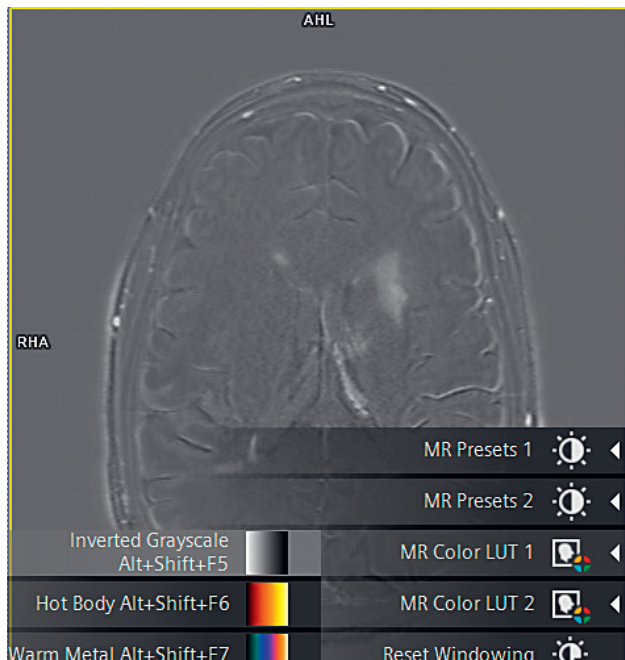 AHL
RHA
MR Presets 1
MR Presets 2
Inverted Grayscale
Alt+Shift+F5
MR Color LUT 1
Hot Body Alt+Shift+F6
MR Color LUT 2
Warm Metal Alt+Shift+F7
Reset Windowing